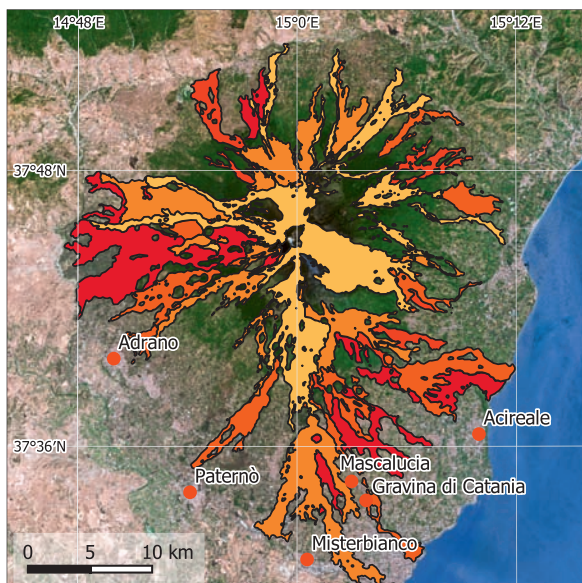 14°48′E
15°0′E
15°12′E
37°48′N
Adrano
Acireale
37°36′N
Mascalucia
Paternò
Gravina di Catania
Misterbianco
0 5 10 km